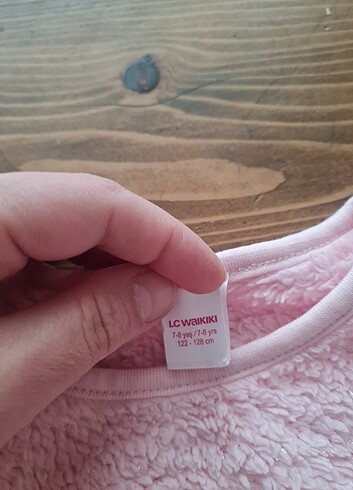 LC WAIKIKI
7-8 yaş / 7-8 yrs
122 - 128 cm